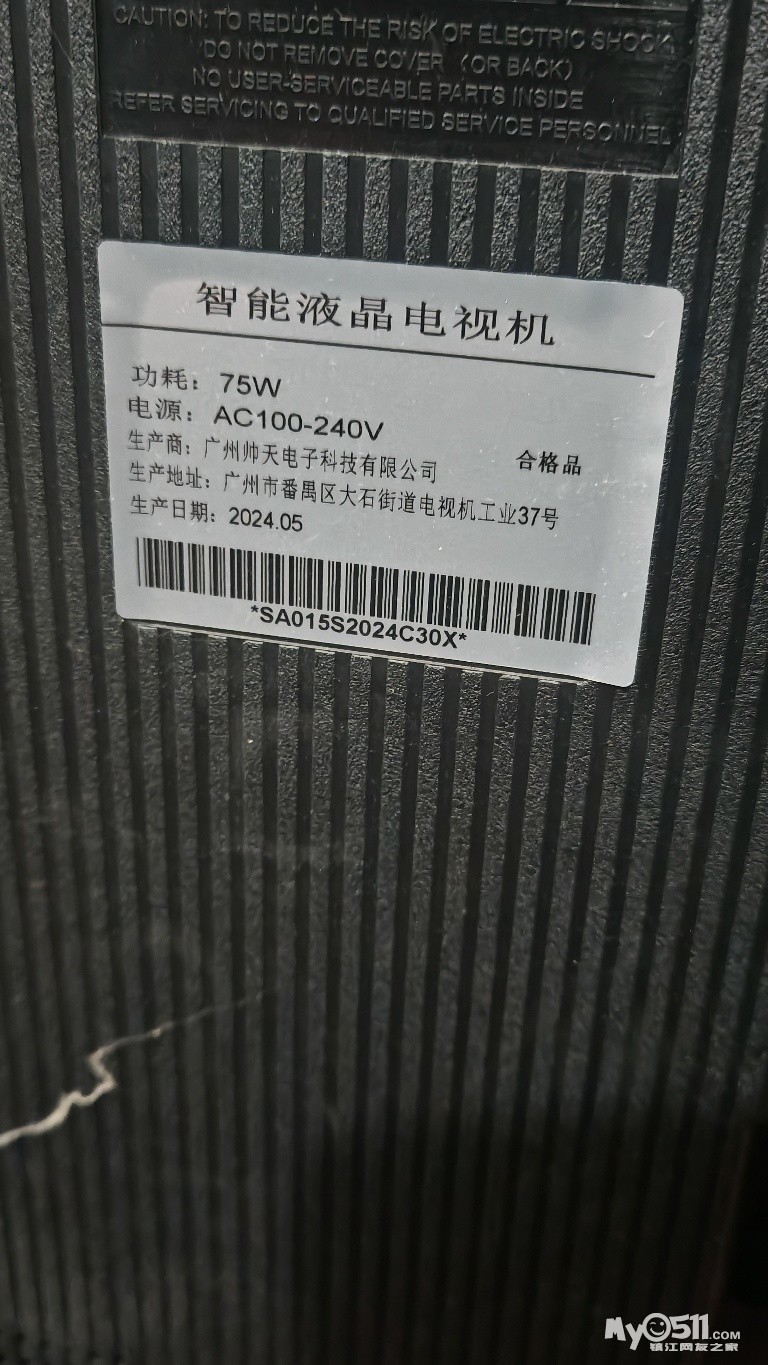 CAUTION: TO REDUCE THE RISK OF ELECTRIC SHOCK
DO NOT REMOVE COVER (OR BACK)
NO USER-SERVICEABLE PARTS INSIDE
REFER SERVICING TO QUALIFIED SERVICE PERSONNEL
智能液晶电视机
功耗：75W
电源：AC100-240V
生产商：广州帅天电子科技有限公司
合格品
生产地址：广州市番禺区大石街道电视机工业37号
生产日期：2024.05
*SA015S2024C30X*
My0511.COM
镇江网友之家